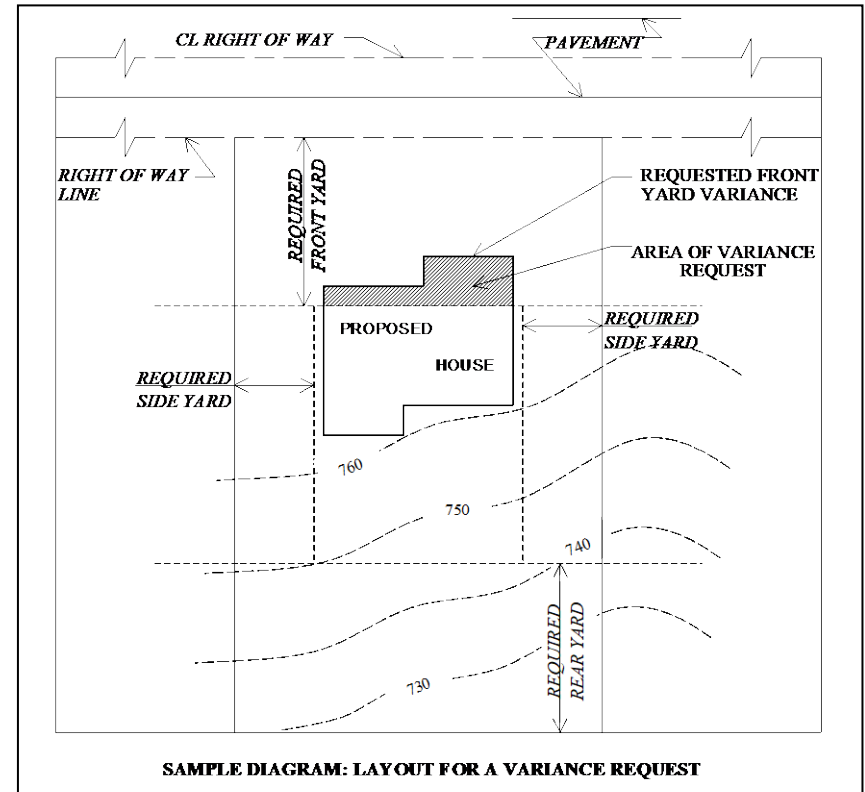 CL RIGHT OF WAY
PAVEMENT
RIGHT OF WAY
LINE
REQUIRED
FRONT YARD
REQUESTED FRONT
YARD VARIANCE
AREA OF VARIANCE
REQUEST
PROPOSED
HOUSE
REQUIRED
SIDE YARD
REQUIRED
SIDE YARD
760
750
740
730
REQUIRED
REAR YARD
SAMPLE DIAGRAM: LAYOUT FOR A VARIANCE REQUEST